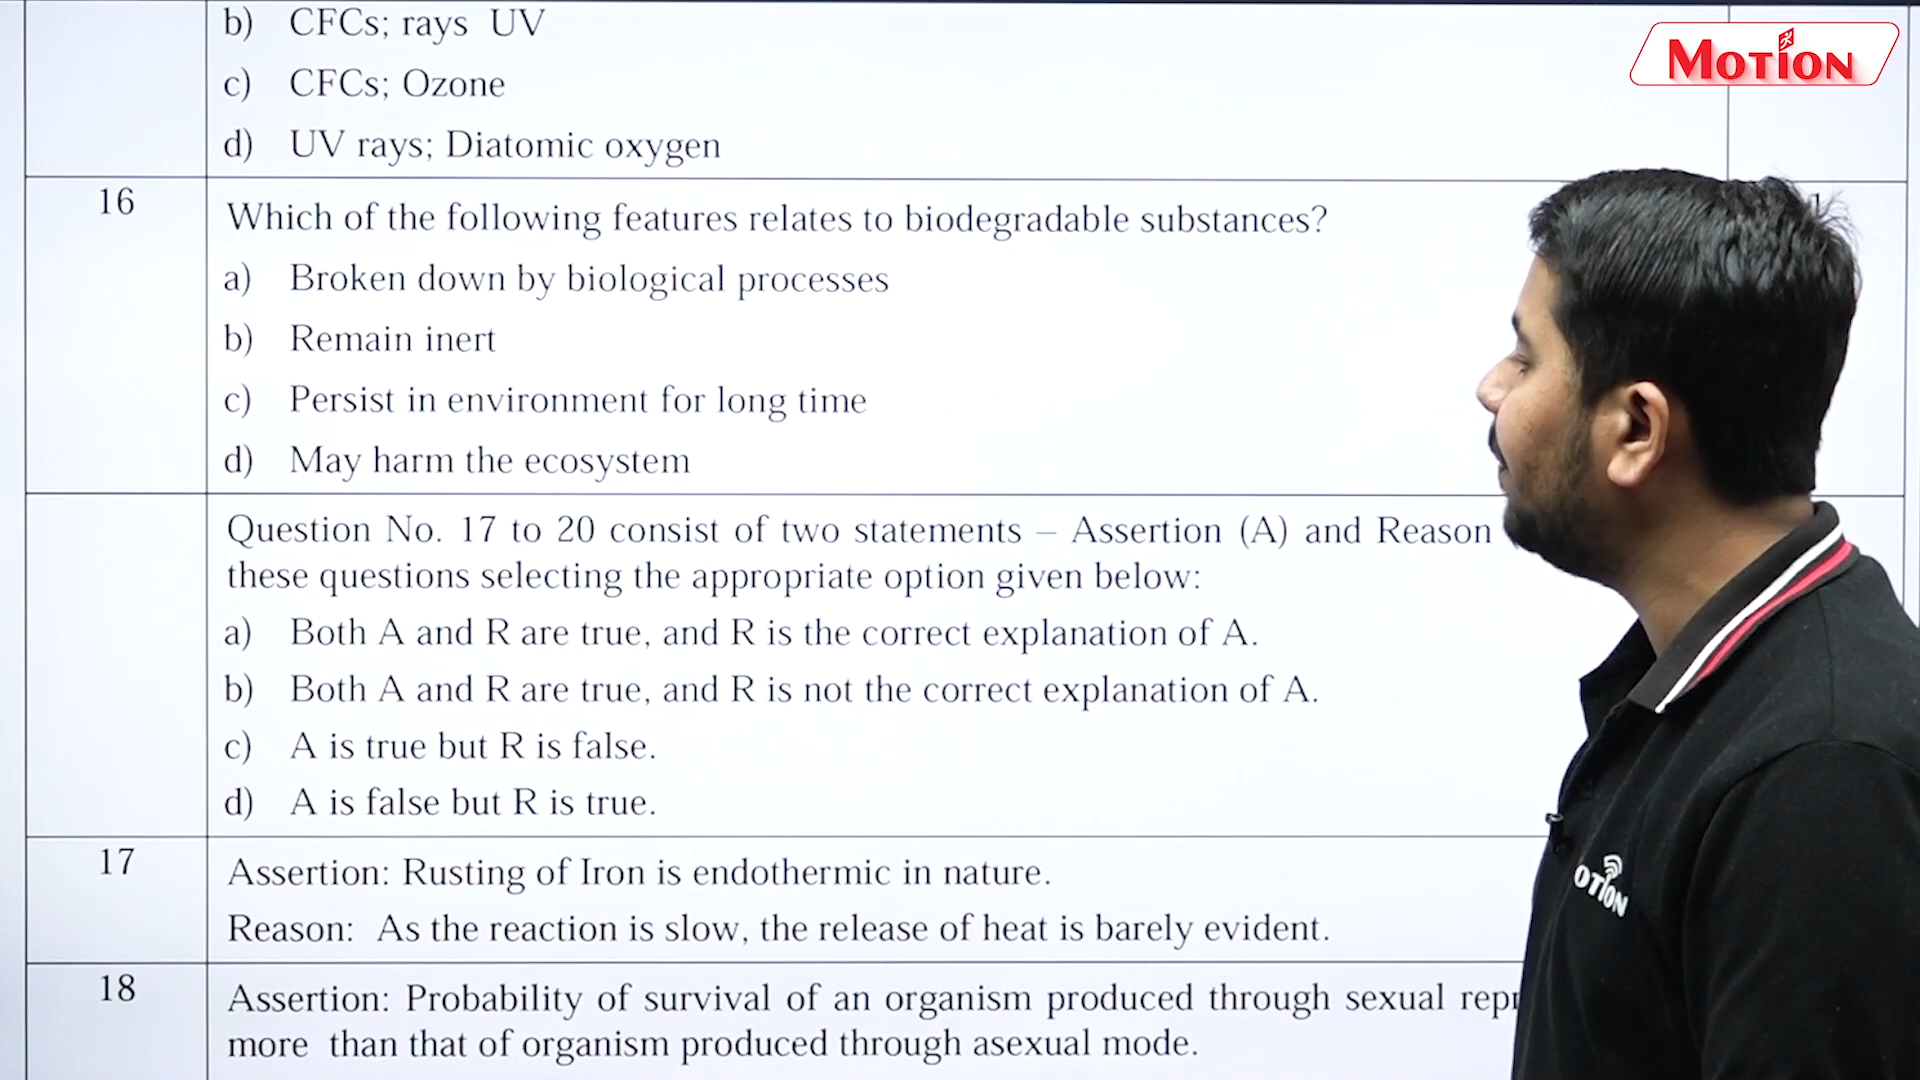 b) CFCs; rays UV
MOTION
c) CFCs; Ozone
d) UV rays; Diatomic oxygen
16
Which of the following features relates to biodegradable substances?
a) Broken down by biological processes
b) Remain inert
c) Persist in environment for long time
d) May harm the ecosystem
Question No. 17 to 20 consist of two statements – Assertion (A) and Reason
these questions selecting the appropriate option given below:
a) Both A and R are true, and R is the correct explanation of A.
b) Both A and R are true, and R is not the correct explanation of A.
c) A is true but R is false.
d) A is false but R is true.
17
Assertion: Rusting of Iron is endothermic in nature.
Reason: As the reaction is slow, the release of heat is barely evident.
OTION
18
Assertion: Probability of survival of an organism produced through sexual repr
more than that of organism produced through asexual mode.